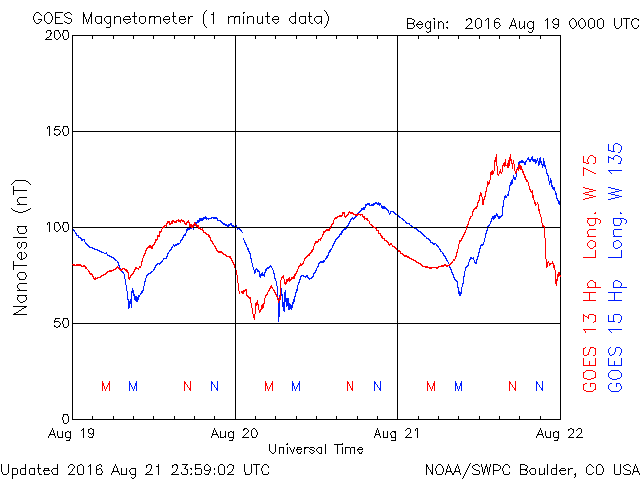 GOES Magnetometer (1 minute data)
Begin: 2016 Aug 19 0000 UTC
200
150
100
50
0
NanoTesla (nT)
M M N N M M N N M M N N
Aug 19 Aug 20 Aug 21 Aug 22
Universal Time
GOES 13 Hp Long. W 75
GOES 15 Hp Long. W 135
Updated 2016 Aug 21 23:59:02 UTC
NOAA/SWPC Boulder, CO USA